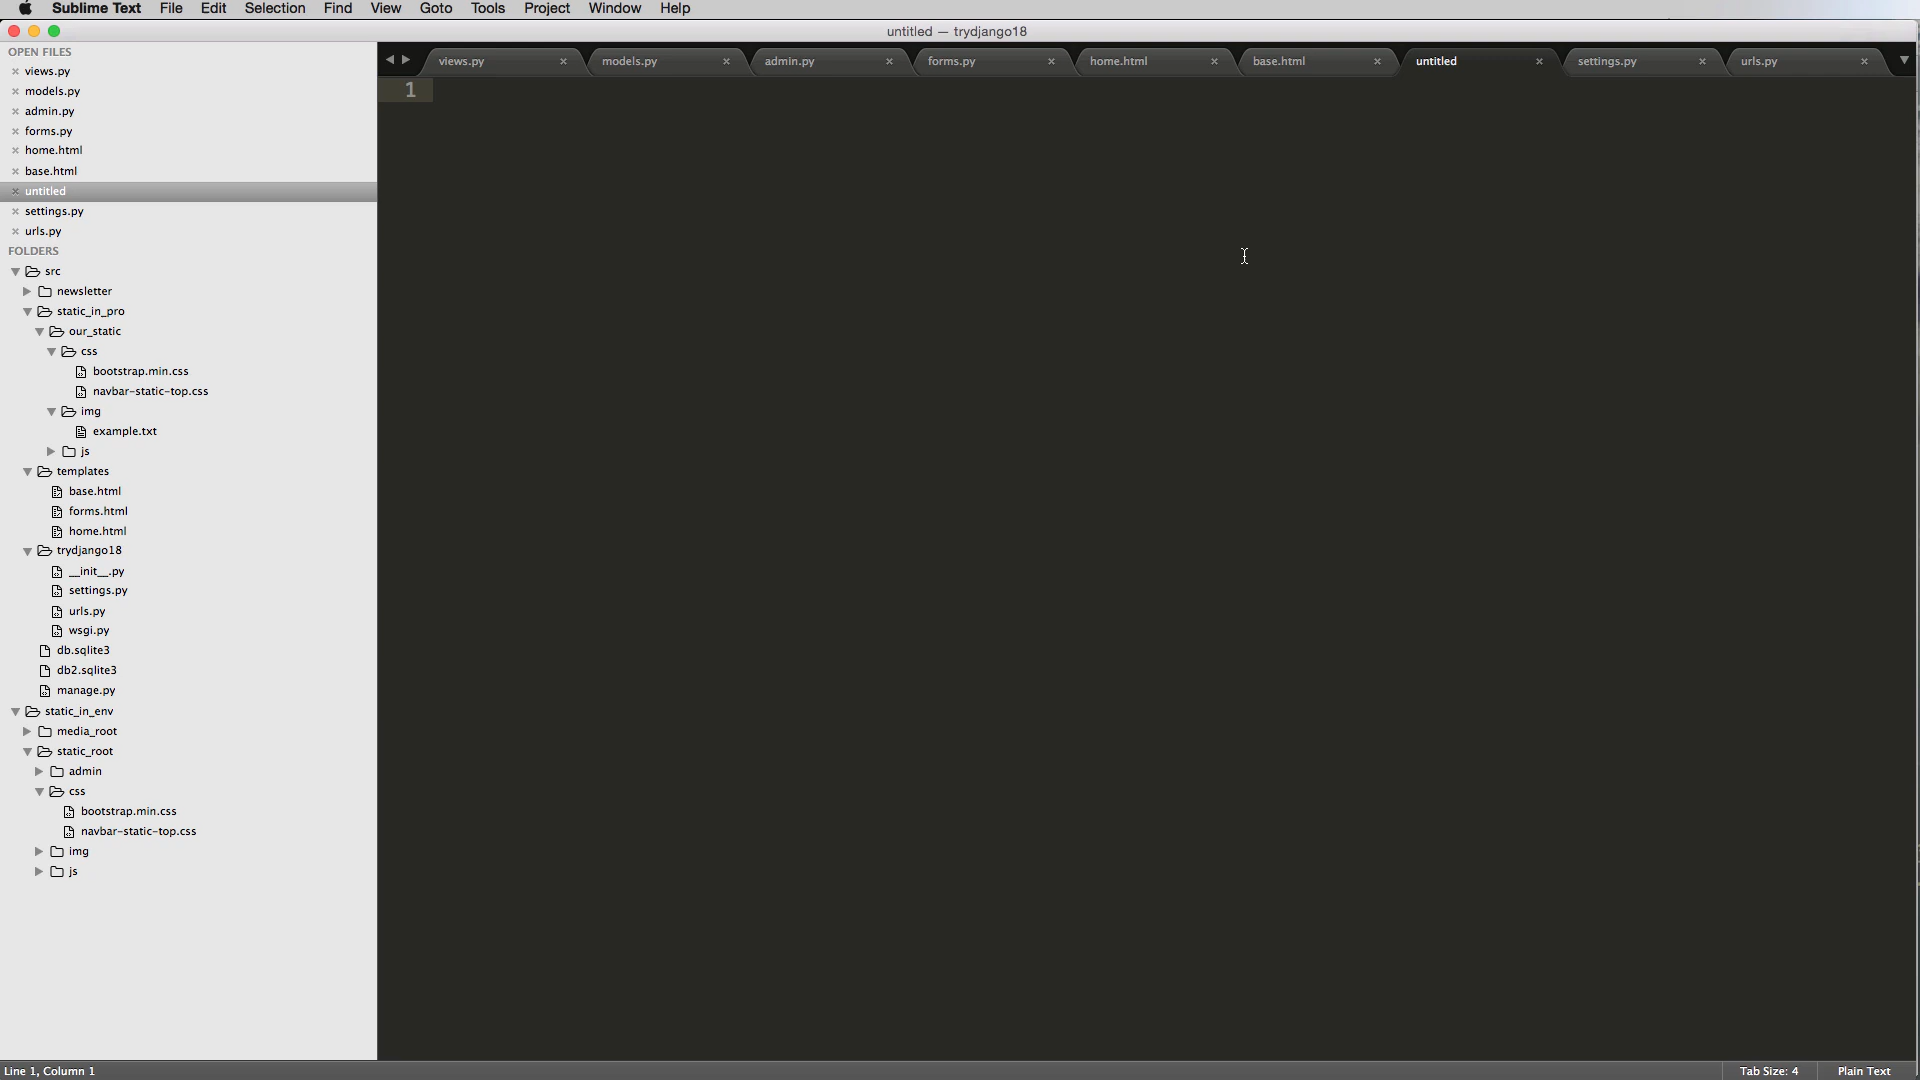 Sublime Text File Edit Selection Find View Goto Tools Project Window Help
untitled — trydjango18
OPEN FILES
views.py
models.py
admin.py
forms.py
home.html
base.html
untitled
settings.py
urls.py
FOLDERS
src
newsletter
static_in_pro
our_static
css
bootstrap.min.css
navbar-static-top.css
img
example.txt
js
templates
base.html
forms.html
home.html
trydjango18
__init__.py
settings.py
urls.py
wsgi.py
db.sqlite3
db2.sqlite3
manage.py
static_in_env
media_root
static_root
admin
css
bootstrap.min.css
navbar-static-top.css
img
js
views.py models.py admin.py forms.py home.html base.html untitled settings.py urls.py
1
Line 1, Column 1 Tab Size: 4 Plain Text